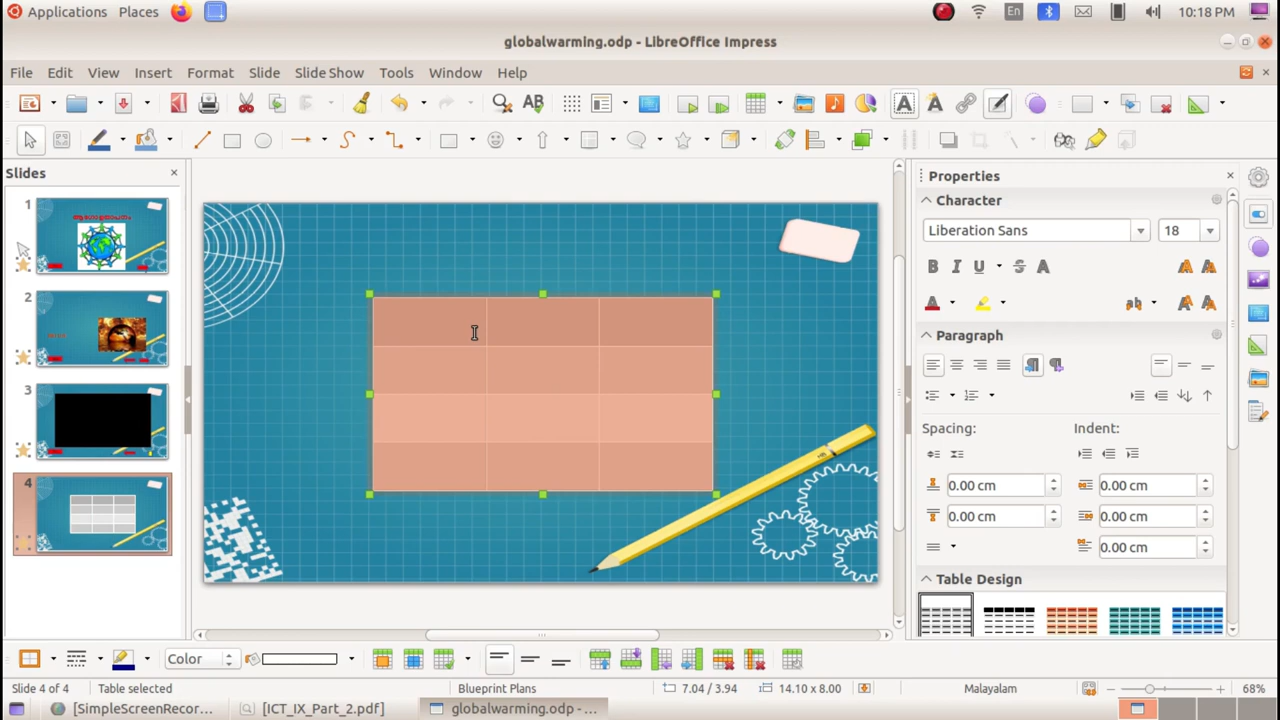 Applications Places En 10:18 PM
globalwarming.odp - LibreOffice Impress
File Edit View Insert Format Slide Slide Show Tools Window Help
Slides
Properties
Character
Liberation Sans 18
Paragraph
Spacing: Indent:
0.00 cm 0.00 cm
0.00 cm 0.00 cm
0.00 cm
Table Design
1
2
3
4
Color
Slide 4 of 4 Table selected Blueprint Plans 7.04 / 3.94 14.10 x 8.00 Malayalam 68%
[SimpleScreenRecor... [ICT_IX_Part_2.pdf] globalwarming.odp - ...